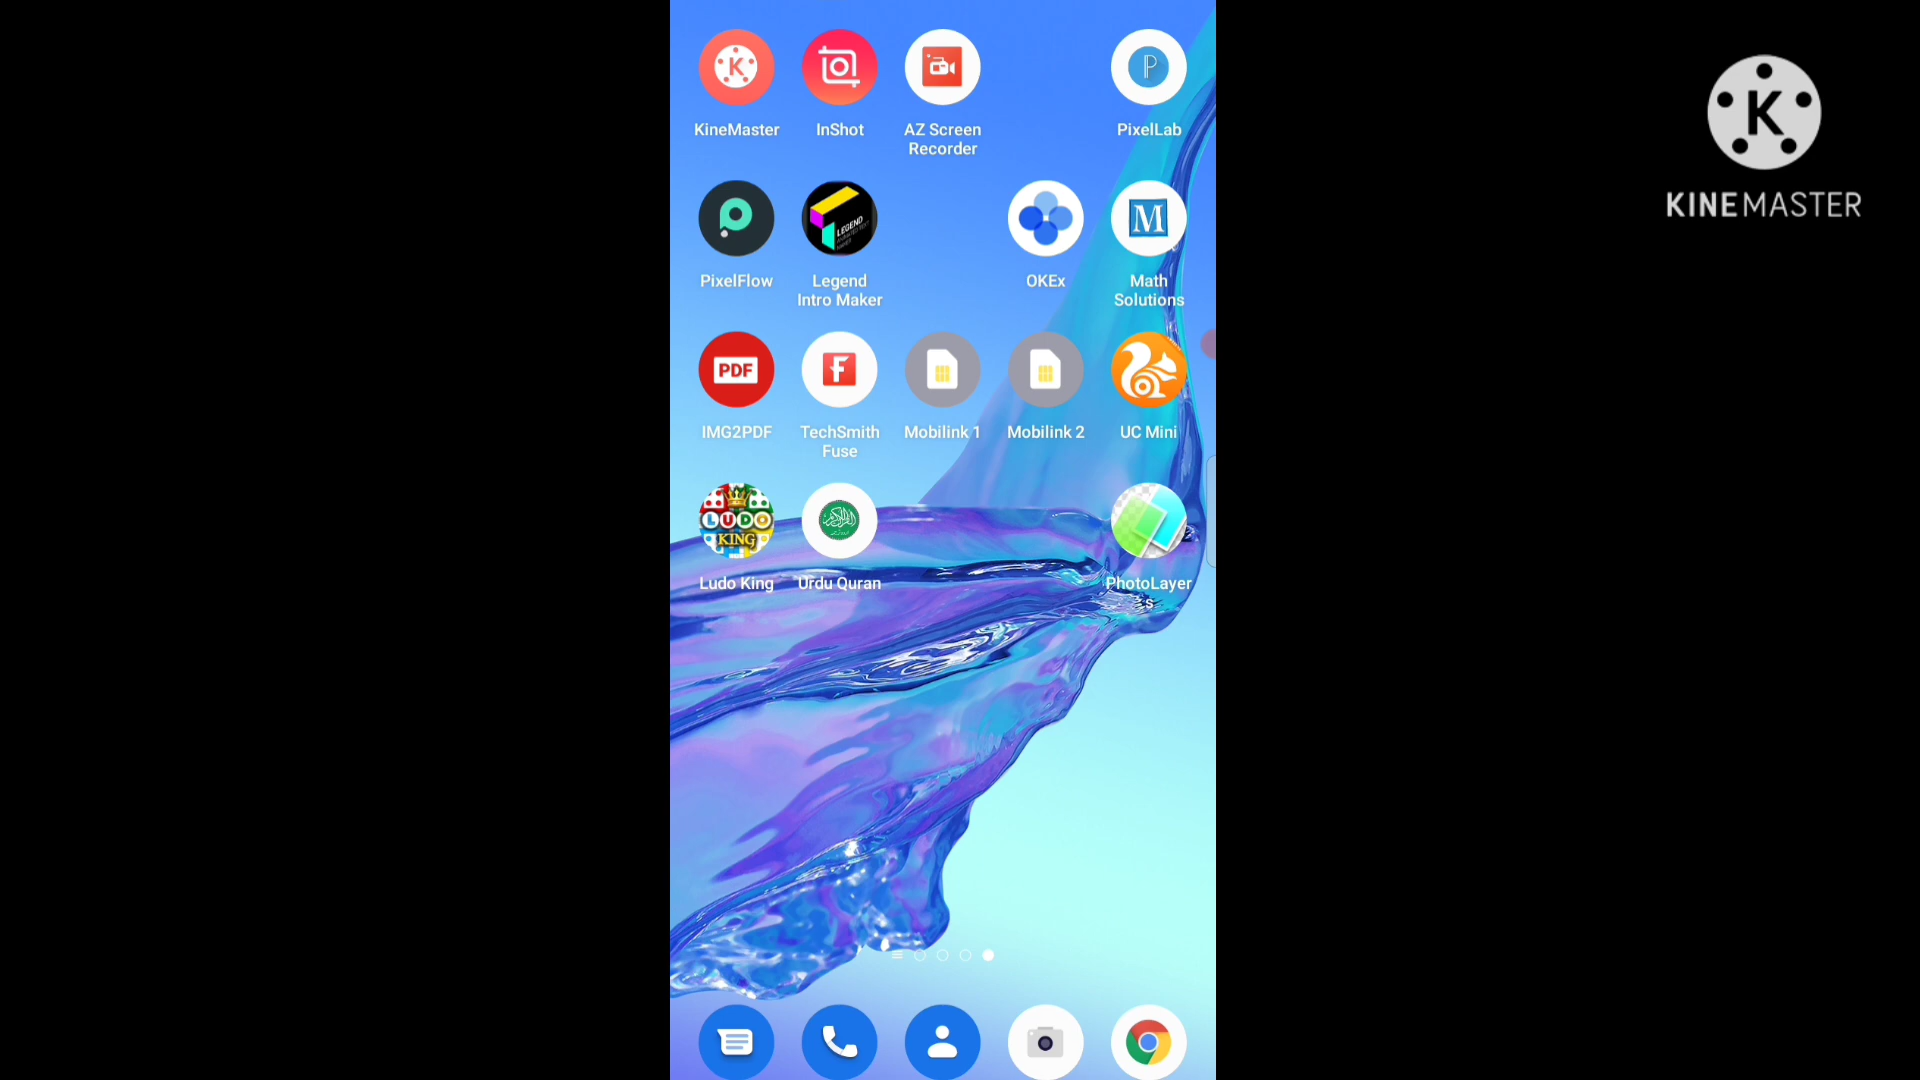 K
KINEMASTER
K
P
KineMaster
InShot
AZ Screen
Recorder
PixelLab
LEGEND
M
PixelFlow
Legend
Intro Maker
OKEx
Math
Solutions
PDF
F
IMG2PDF
TechSmith
Fuse
Mobilink 1
Mobilink 2
UC Mini
LUDO
KING
Ludo King
Urdu Quran
PhotoLayer
s